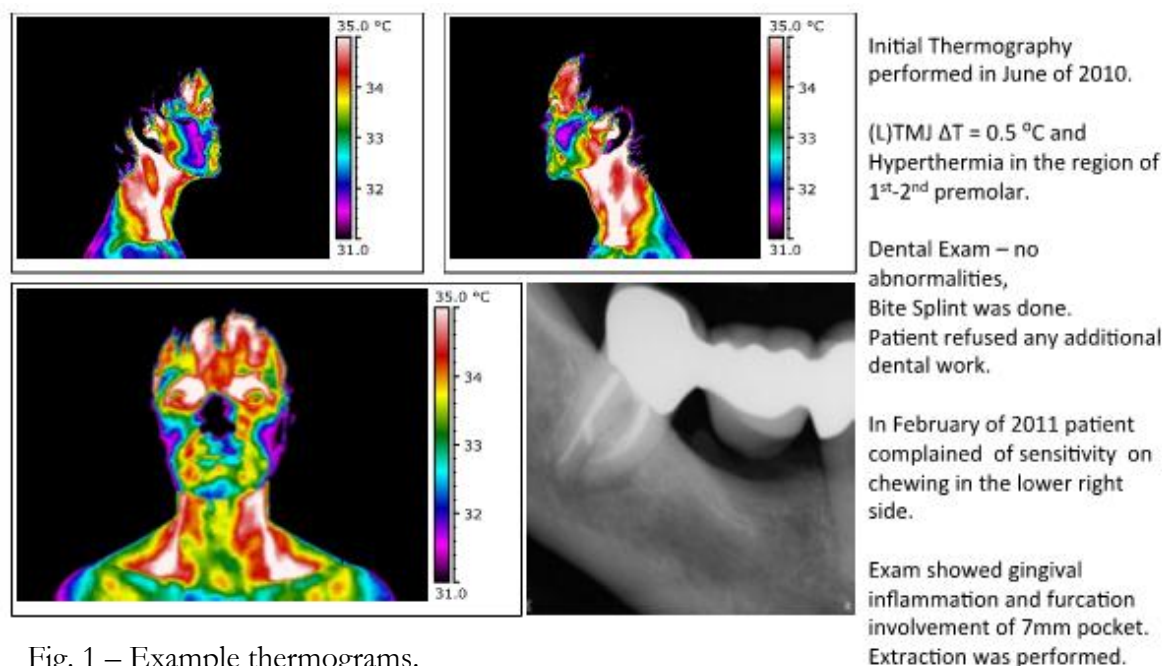 35.0 °C
34
33
32
31.0
35.0 °C
34
33
32
31.0
35.0 °C
34
33
32
31.0
Initial Thermography
performed in June of 2010.
(L)TMJ ΔT = 0.5 ⁰C and
Hyperthermia in the region of
1st-2nd premolar.
Dental Exam – no
abnormalities,
Bite Splint was done.
Patient refused any additional
dental work.
In February of 2011 patient
complained of sensitivity on
chewing in the lower right
side.
Exam showed gingival
inflammation and furcation
involvement of 7mm pocket.
Extraction was performed.
Fig. 1 – Example thermograms.